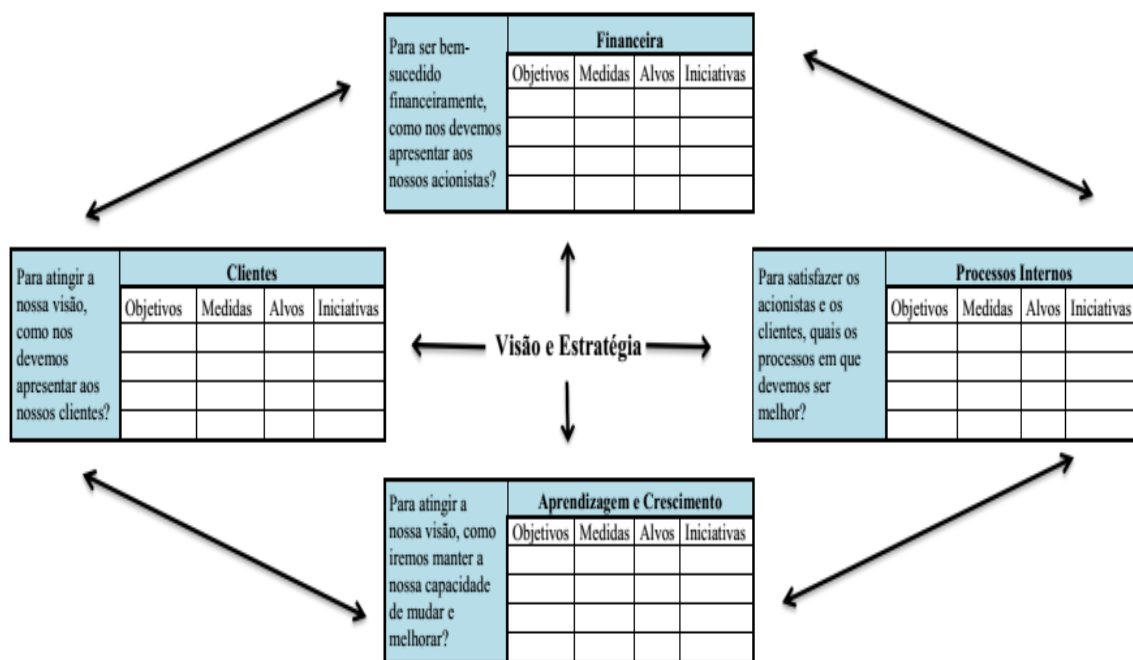 Para ser bem-
sucedido
financeiramente,
como nos devemos
apresentar aos
nossos acionistas?
Financeira
Objetivos Medidas Alvos Iniciativas
Para atingir a
nossa visão,
como nos
devemos
apresentar aos
nossos clientes?
Clientes
Objetivos Medidas Alvos Iniciativas
Visão e Estratégia
Para satisfazer os
acionistas e os
clientes, quais os
processos em que
devemos ser
melhor?
Processos Internos
Objetivos Medidas Alvos Iniciativas
Para atingir a
nossa visão, como
iremos manter a
nossa capacidade
de mudar e
melhorar?
Aprendizagem e Crescimento
Objetivos Medidas Alvos Iniciativas